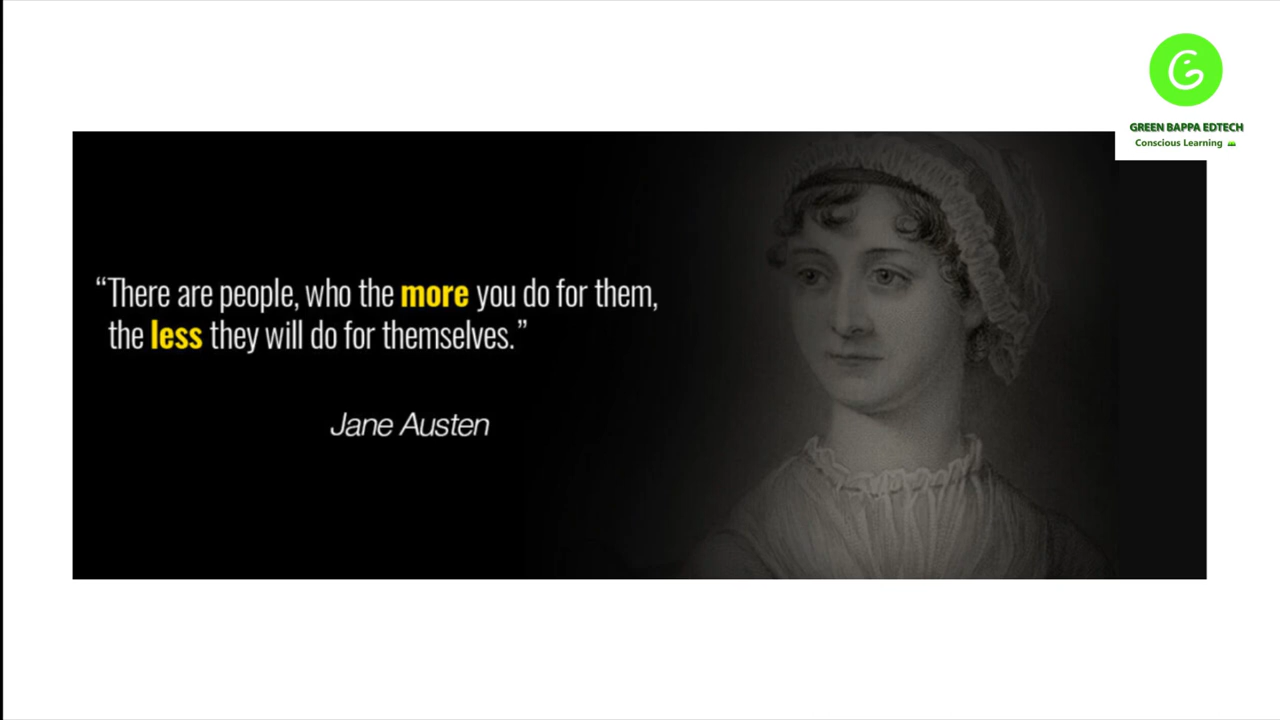 GREEN BAPPA EDTECH
Conscious Learning
“There are people, who the more you do for them,
the less they will do for themselves.”
Jane Austen